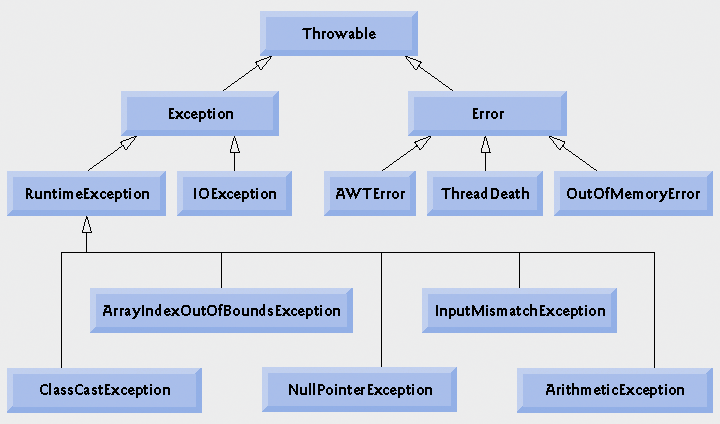 Throwable
Exception
Error
RuntimeException
IOException
AWTError
ThreadDeath
OutOfMemoryError
ArrayIndexOutOfBoundsException
InputMismatchException
ClassCastException
NullPointerException
ArithmeticException